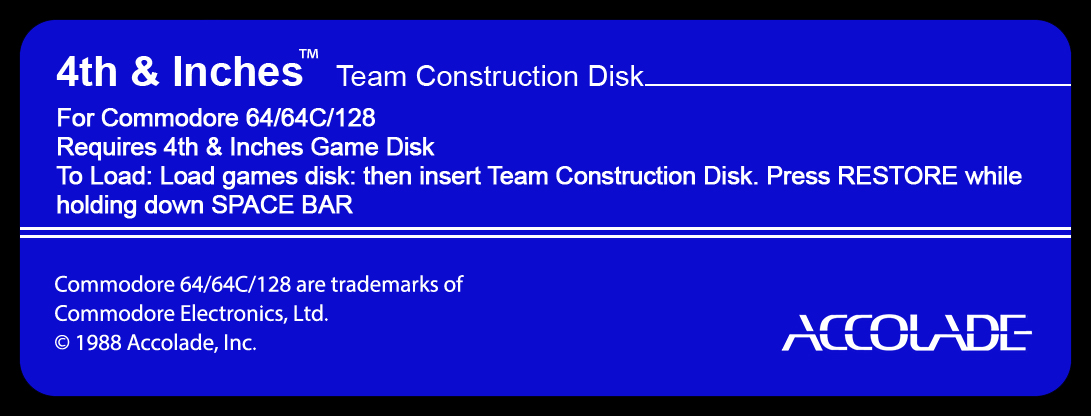 4th & Inches™ Team Construction Disk
For Commodore 64/64C/128
Requires 4th & Inches Game Disk
To Load: Load games disk: then insert Team Construction Disk. Press RESTORE while
holding down SPACE BAR
Commodore 64/64C/128 are trademarks of
Commodore Electronics, Ltd.
© 1988 Accolade, Inc.
ACCOLADE